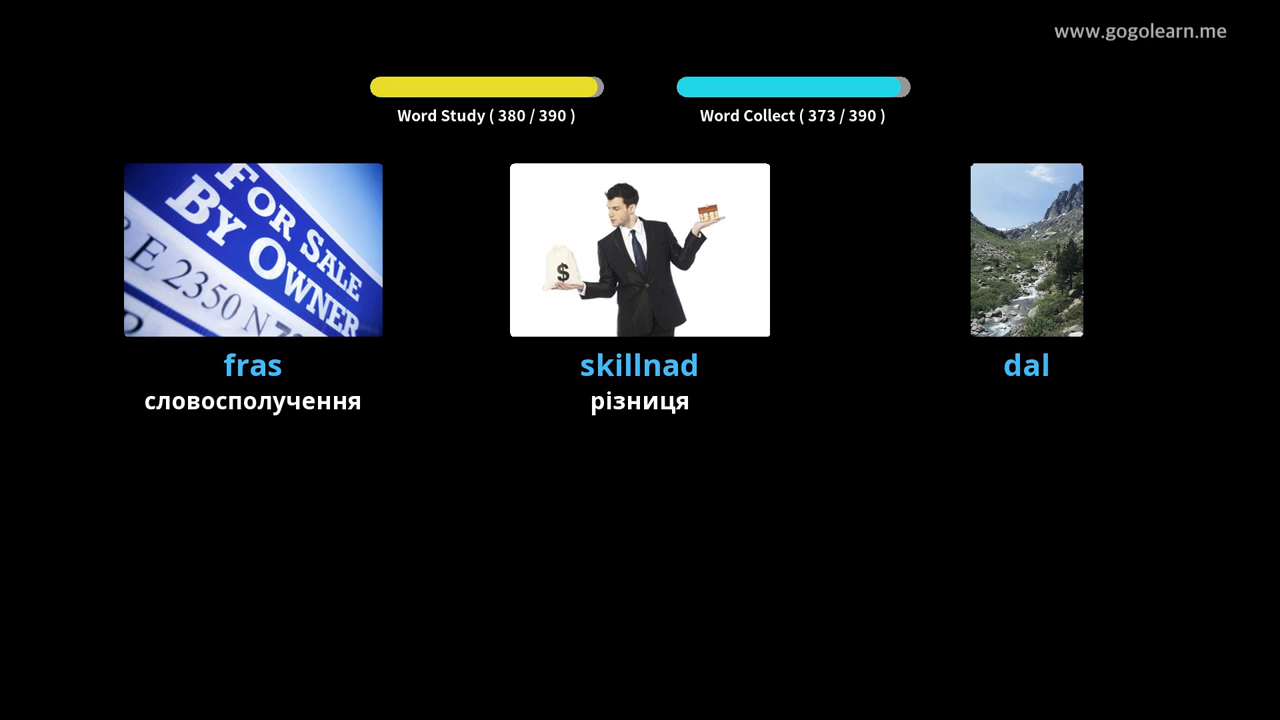 www.gogolearn.me
Word Study ( 380 / 390 )
Word Collect ( 373 / 390 )
FOR SALE
BY OWNER
E 2350 N
$
fras
skillnad
dal
словосполучення
різниця